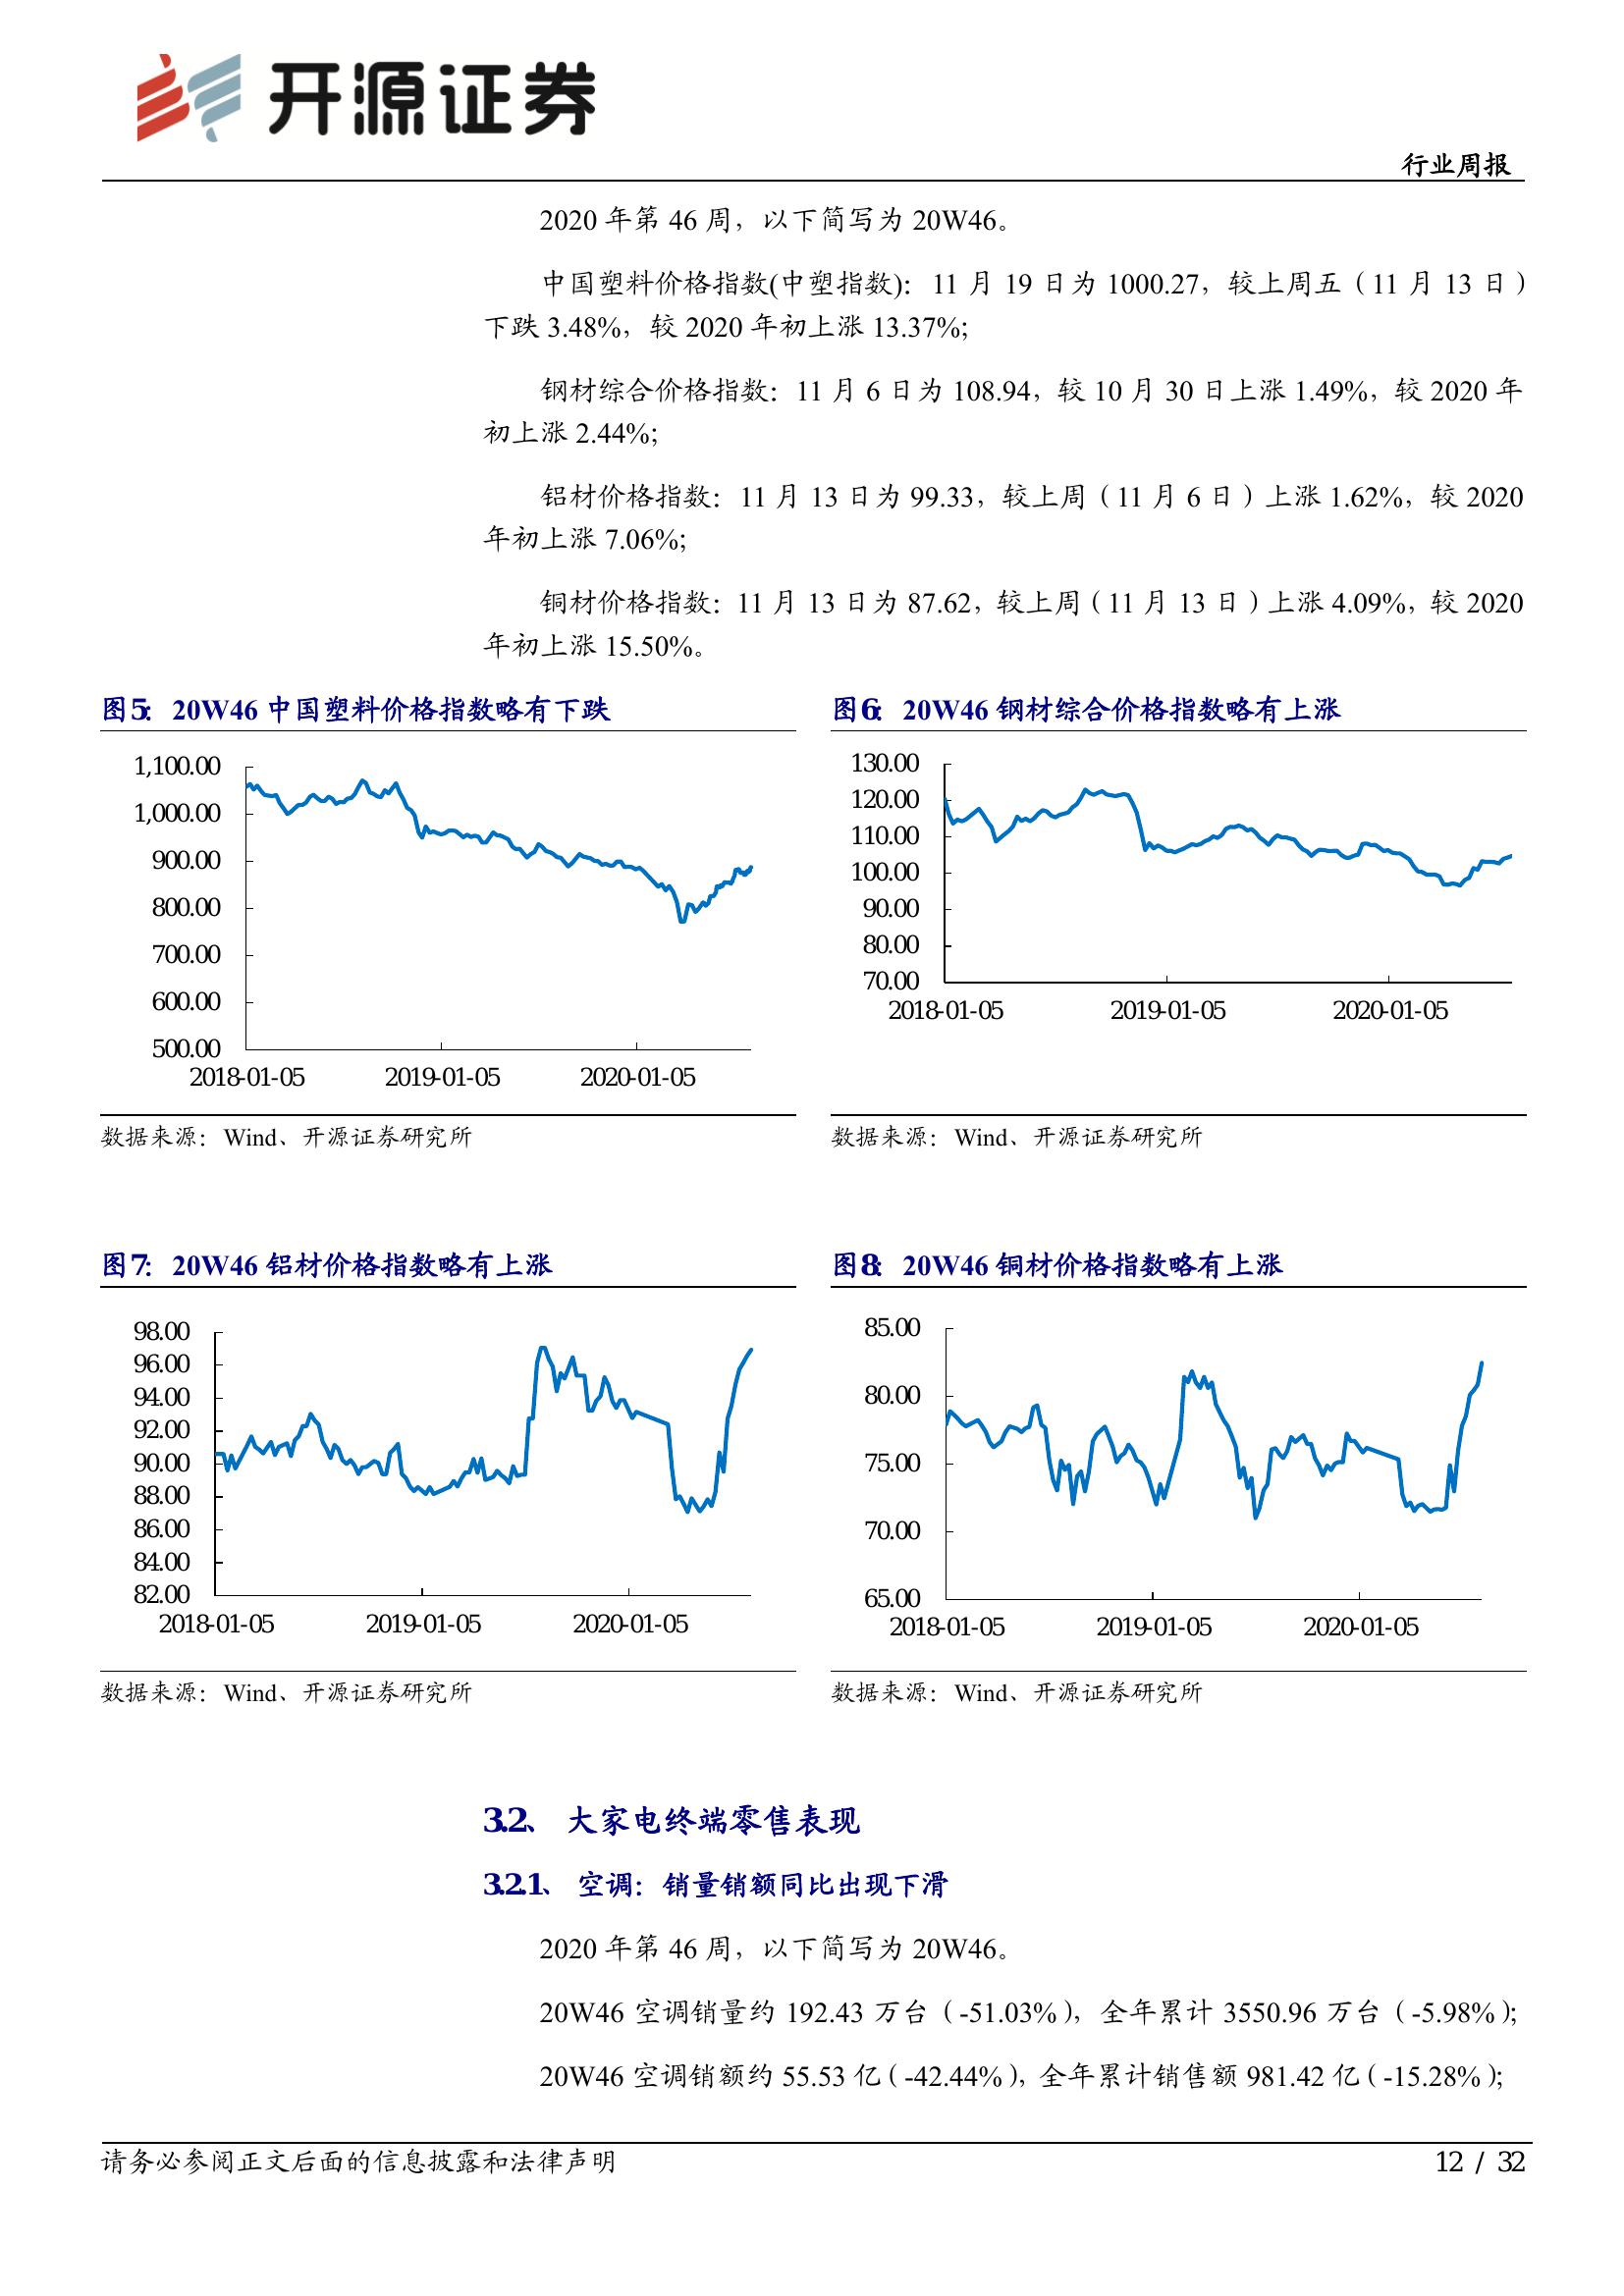 开源证券
行业周报
2020 年第 46 周，以下简写为 20W46。
中国塑料价格指数(中塑指数)：11 月 19 日为 1000.27，较上周五（11 月 13 日）
下跌 3.48%，较 2020 年初上涨 13.37%;
钢材综合价格指数：11 月 6 日为 108.94，较 10 月 30 日上涨 1.49%，较 2020 年
初上涨 2.44%;
铝材价格指数：11 月 13 日为 99.33，较上周（11 月 6 日）上涨 1.62%，较 2020
年初上涨 7.06%;
铜材价格指数：11 月 13 日为 87.62，较上周（11 月 13 日）上涨 4.09%，较 2020
年初上涨 15.50%。
图5：20W46 中国塑料价格指数略有下跌
1,100.00
1,000.00
900.00
800.00
700.00
600.00
500.00
2018-01-05 2019-01-05 2020-01-05
数据来源：Wind、开源证券研究所
图6：20W46 钢材综合价格指数略有上涨
130.00
120.00
110.00
100.00
90.00
80.00
70.00
2018-01-05 2019-01-05 2020-01-05
数据来源：Wind、开源证券研究所
图7：20W46 铝材价格指数略有上涨
98.00
96.00
94.00
92.00
90.00
88.00
86.00
84.00
82.00
2018-01-05 2019-01-05 2020-01-05
数据来源：Wind、开源证券研究所
图8：20W46 铜材价格指数略有上涨
85.00
80.00
75.00
70.00
65.00
2018-01-05 2019-01-05 2020-01-05
数据来源：Wind、开源证券研究所
3.2、 大家电终端零售表现
3.2.1、 空调：销量销额同比出现下滑
2020 年第 46 周，以下简写为 20W46。
20W46 空调销量约 192.43 万台（-51.03%），全年累计 3550.96 万台（-5.98%）;
20W46 空调销额约 55.53 亿（-42.44%），全年累计销售额 981.42 亿（-15.28%）;
请务必参阅正文后面的信息披露和法律声明
12 / 32